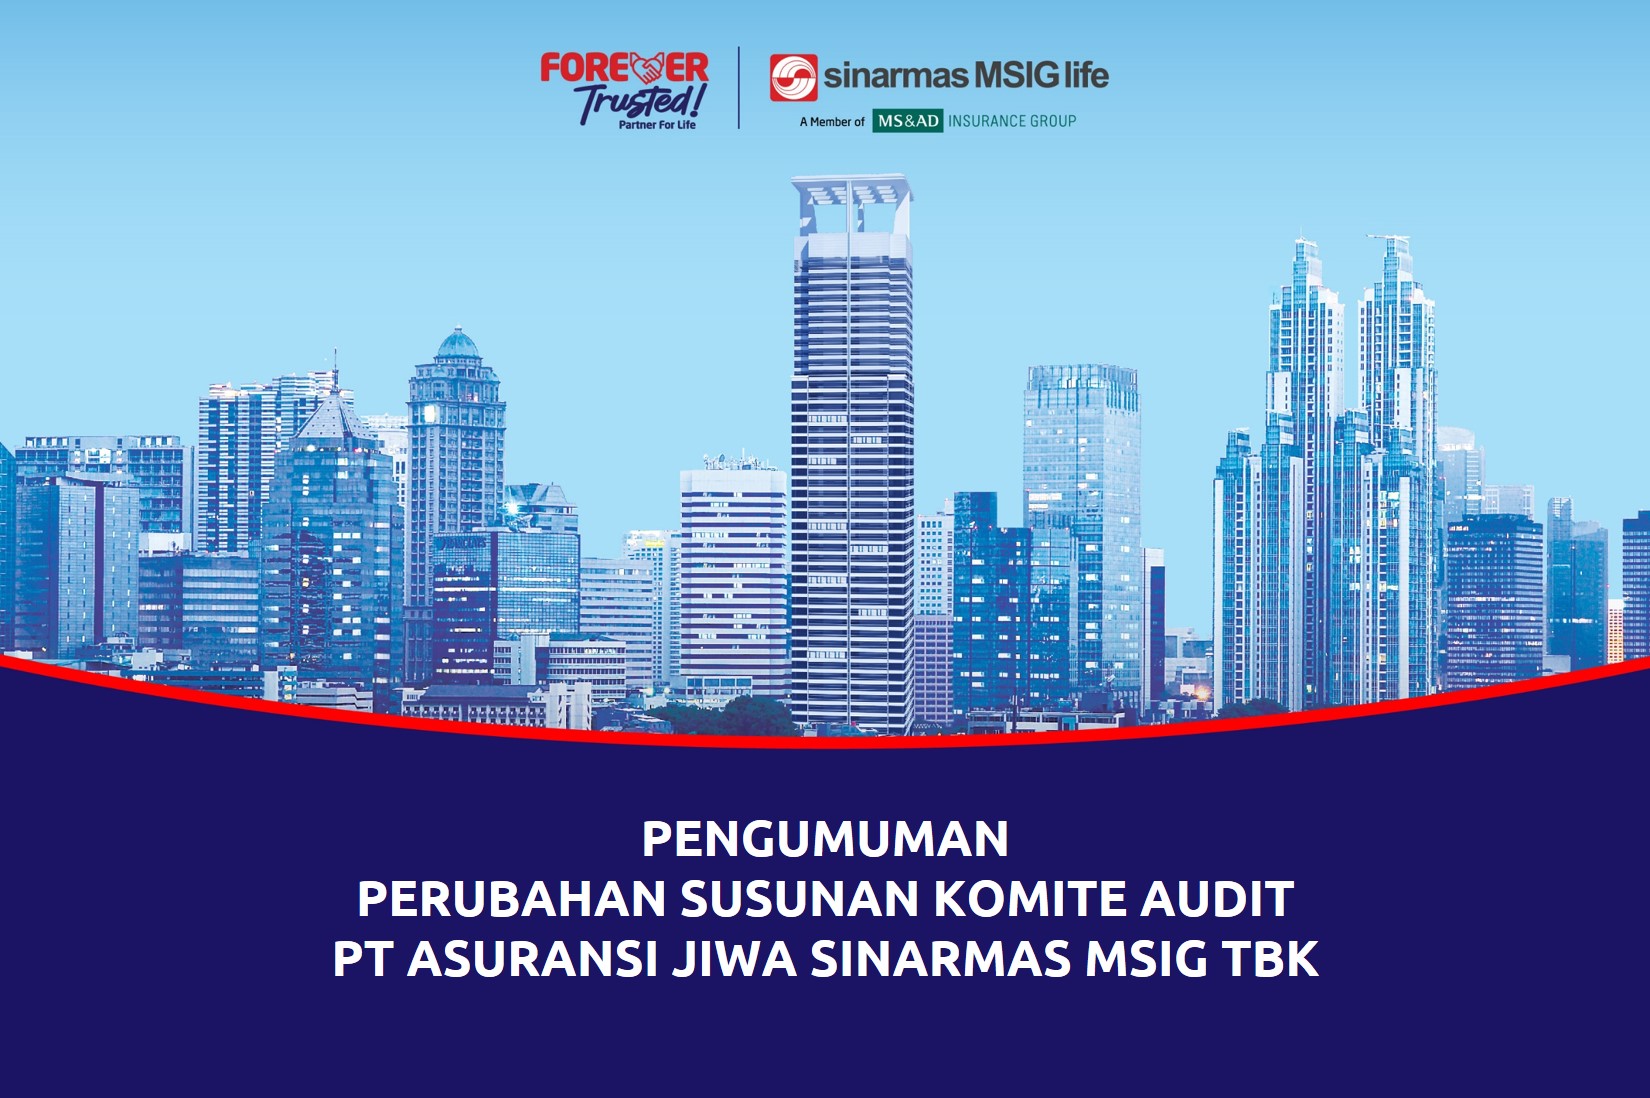 FOREVER
Trusted!
Partner For Life
sinarmas MSIG life
A Member of MS&AD INSURANCE GROUP
PENGUMUMAN
PERUBAHAN SUSUNAN KOMITE AUDIT
PT ASURANSI JIWA SINARMAS MSIG TBK